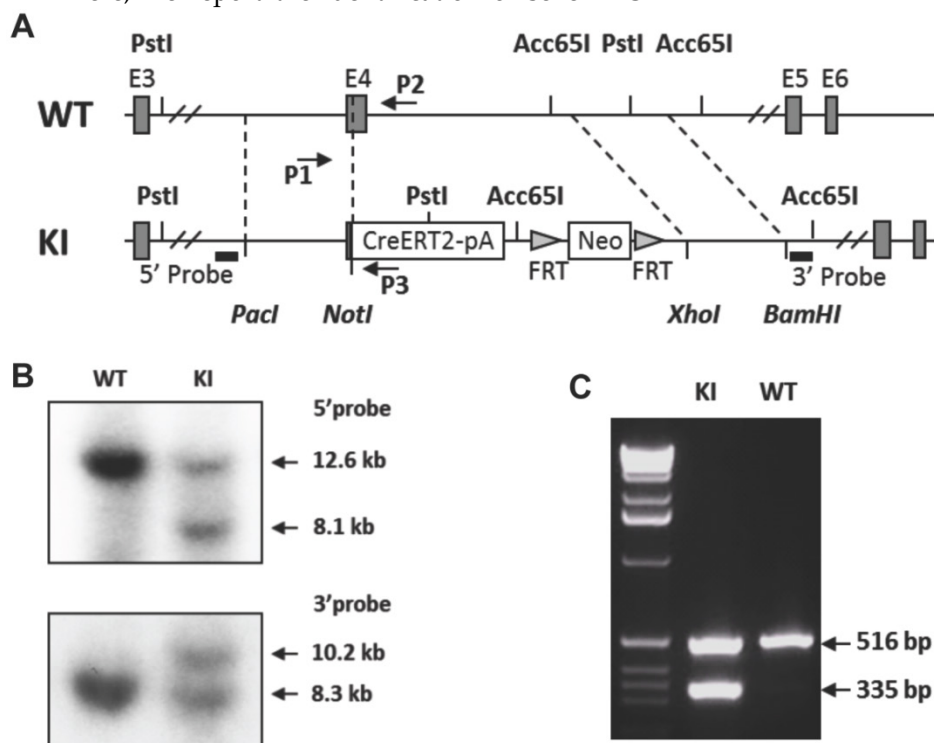 A
PstI Acc65I PstI Acc65I
E3 E4 P2 E5 E6
WT
P1
PstI PstI Acc65I Acc65I
KI CreERT2-pA Neo
5' Probe P3 FRT FRT 3' Probe
PacI NotI XhoI BamHI
B
WT KI
5'probe
12.6 kb
8.1 kb
3'probe
10.2 kb
8.3 kb
C
KI WT
516 bp
335 bp